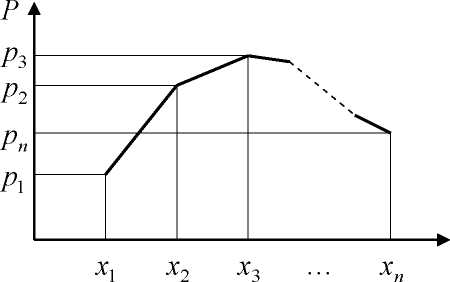 P
p₃
p₂
pₙ
p₁
x₁ x₂ x₃ … xₙ